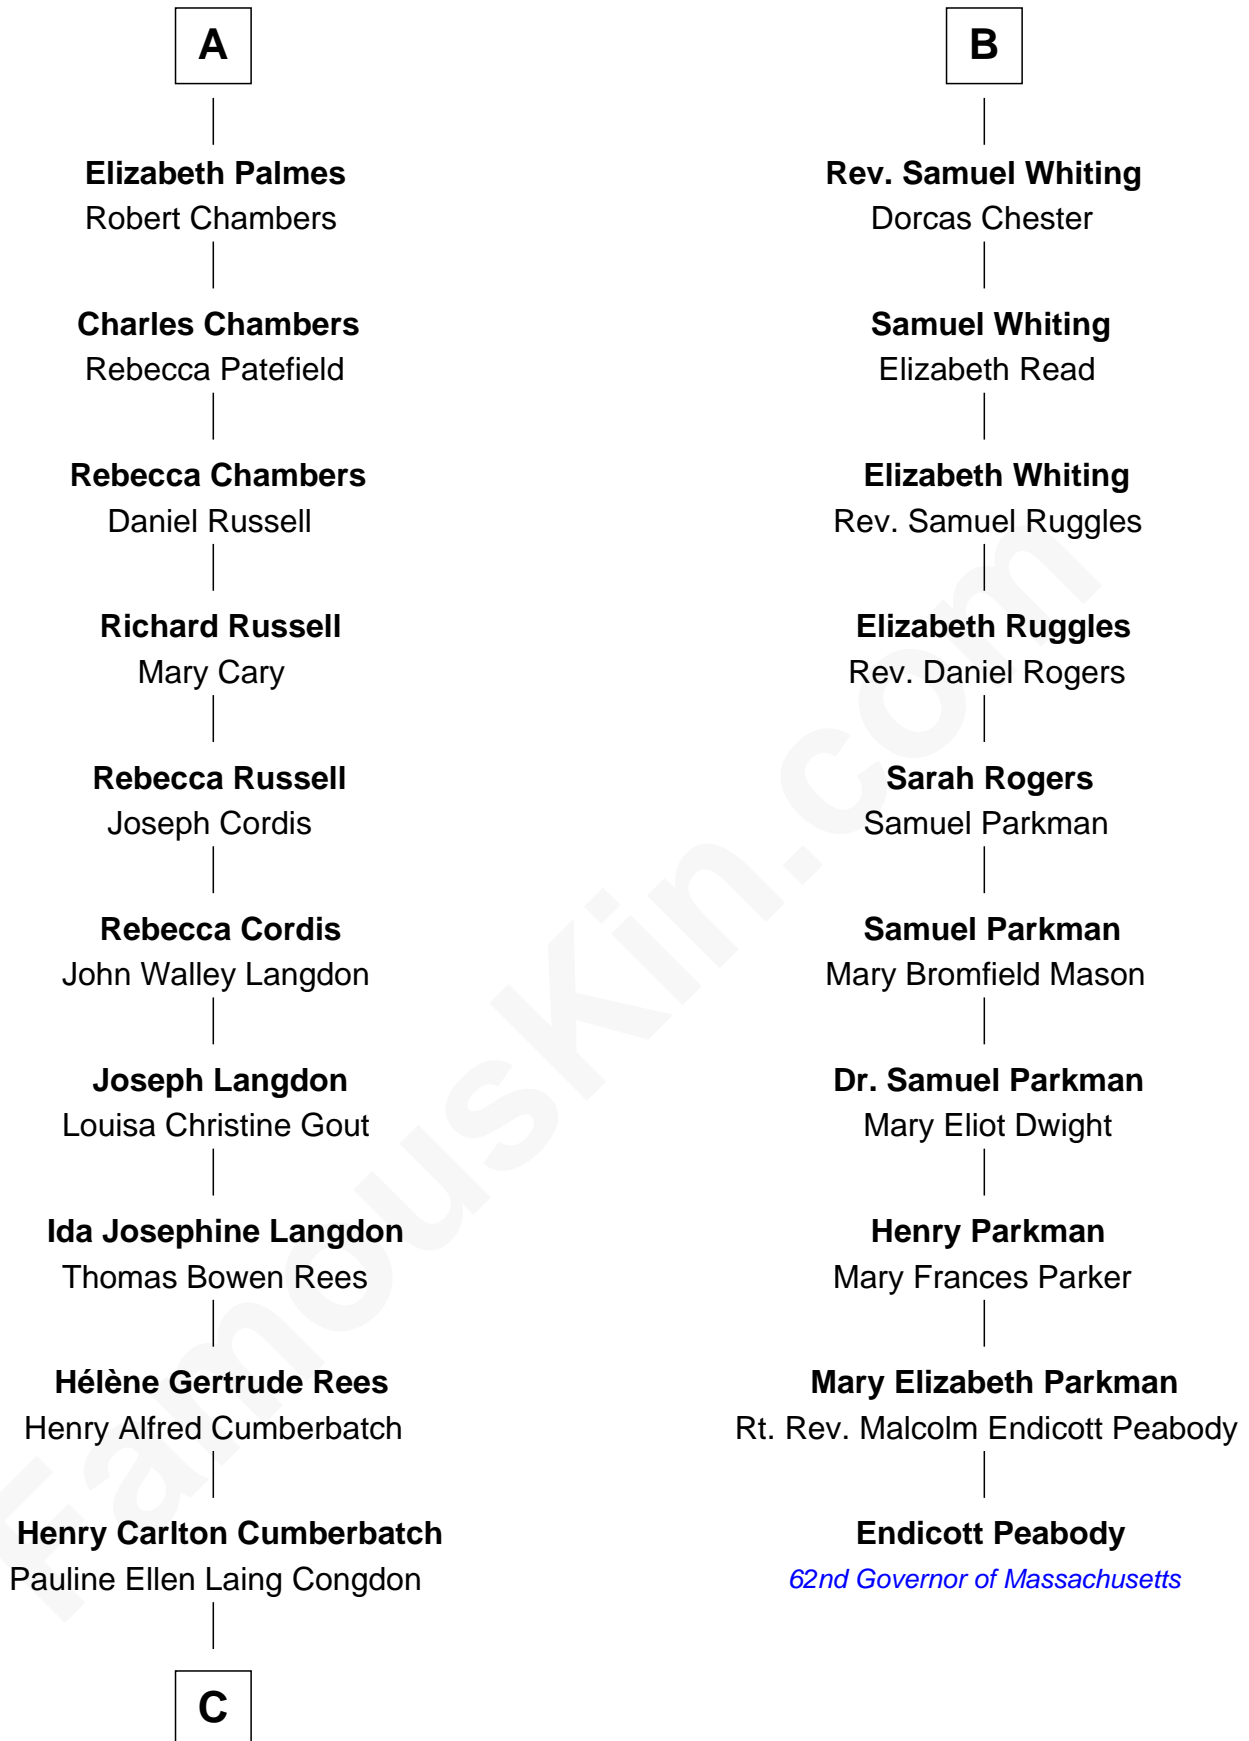 A
Elizabeth Palmes
Robert Chambers
Charles Chambers
Rebecca Patefield
Rebecca Chambers
Daniel Russell
Richard Russell
Mary Cary
Rebecca Russell
Joseph Cordis
Rebecca Cordis
John Walley Langdon
Joseph Langdon
Louisa Christine Gout
Ida Josephine Langdon
Thomas Bowen Rees
Hélène Gertrude Rees
Henry Alfred Cumberbatch
Henry Carlton Cumberbatch
Pauline Ellen Laing Congdon
C
B
Rev. Samuel Whiting
Dorcas Chester
Samuel Whiting
Elizabeth Read
Elizabeth Whiting
Rev. Samuel Ruggles
Elizabeth Ruggles
Rev. Daniel Rogers
Sarah Rogers
Samuel Parkman
Samuel Parkman
Mary Bromfield Mason
Dr. Samuel Parkman
Mary Eliot Dwight
Henry Parkman
Mary Frances Parker
Mary Elizabeth Parkman
Rt. Rev. Malcolm Endicott Peabody
Endicott Peabody
62nd Governor of Massachusetts
FamousKin.com